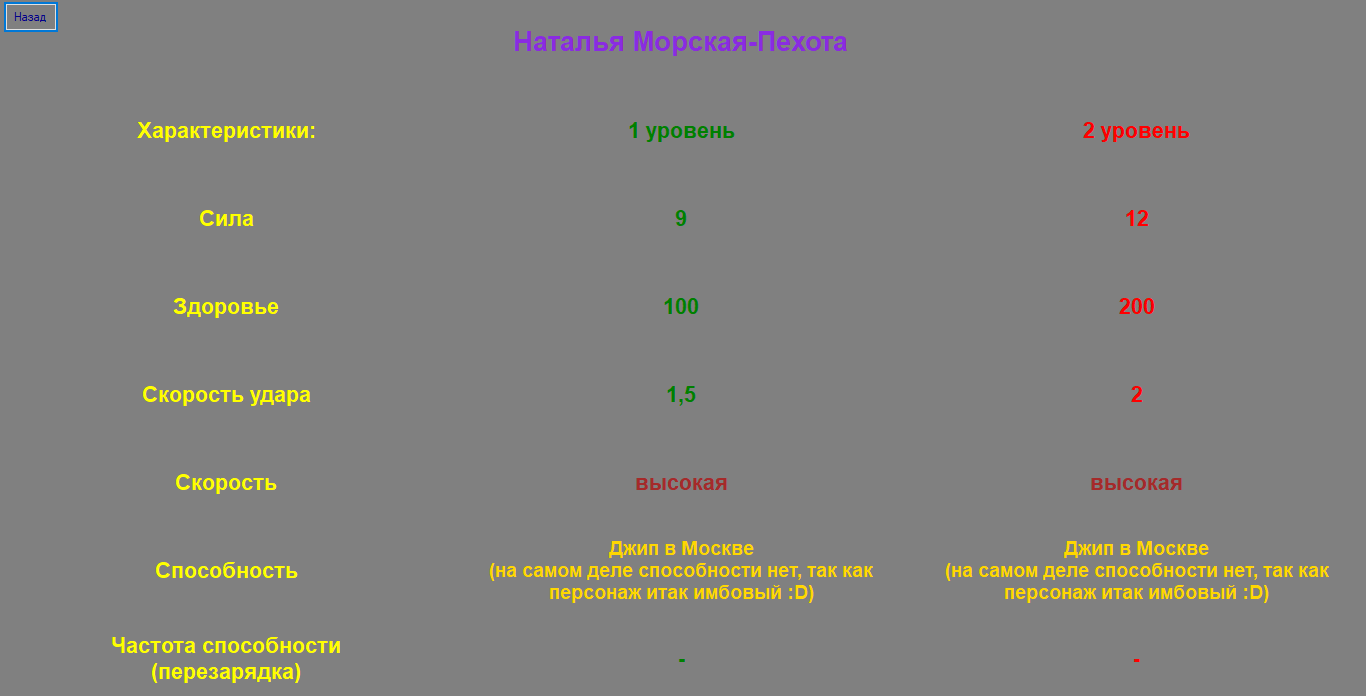 Назад
Наталья Морская-Пехота
Характеристики: 1 уровень 2 уровень
Сила 9 12
Здоровье 100 200
Скорость удара 1,5 2
Скорость высокая высокая
Способность
Джип в Москве
(на самом деле способности нет, так как
персонаж итак имбовый :D)
Джип в Москве
(на самом деле способности нет, так как
персонаж итак имбовый :D)
Частота способности
(перезарядка)
- -